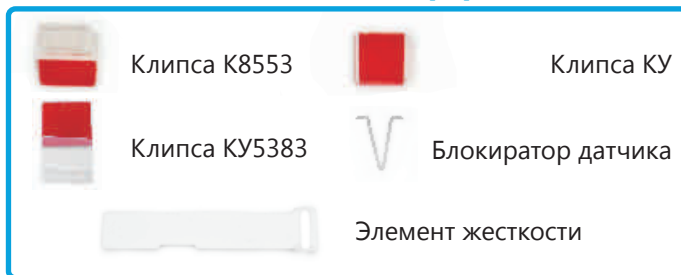 Клипса К8553
Клипса КУ
Клипса КУ5383
Блокиратор датчика
Элемент жесткости